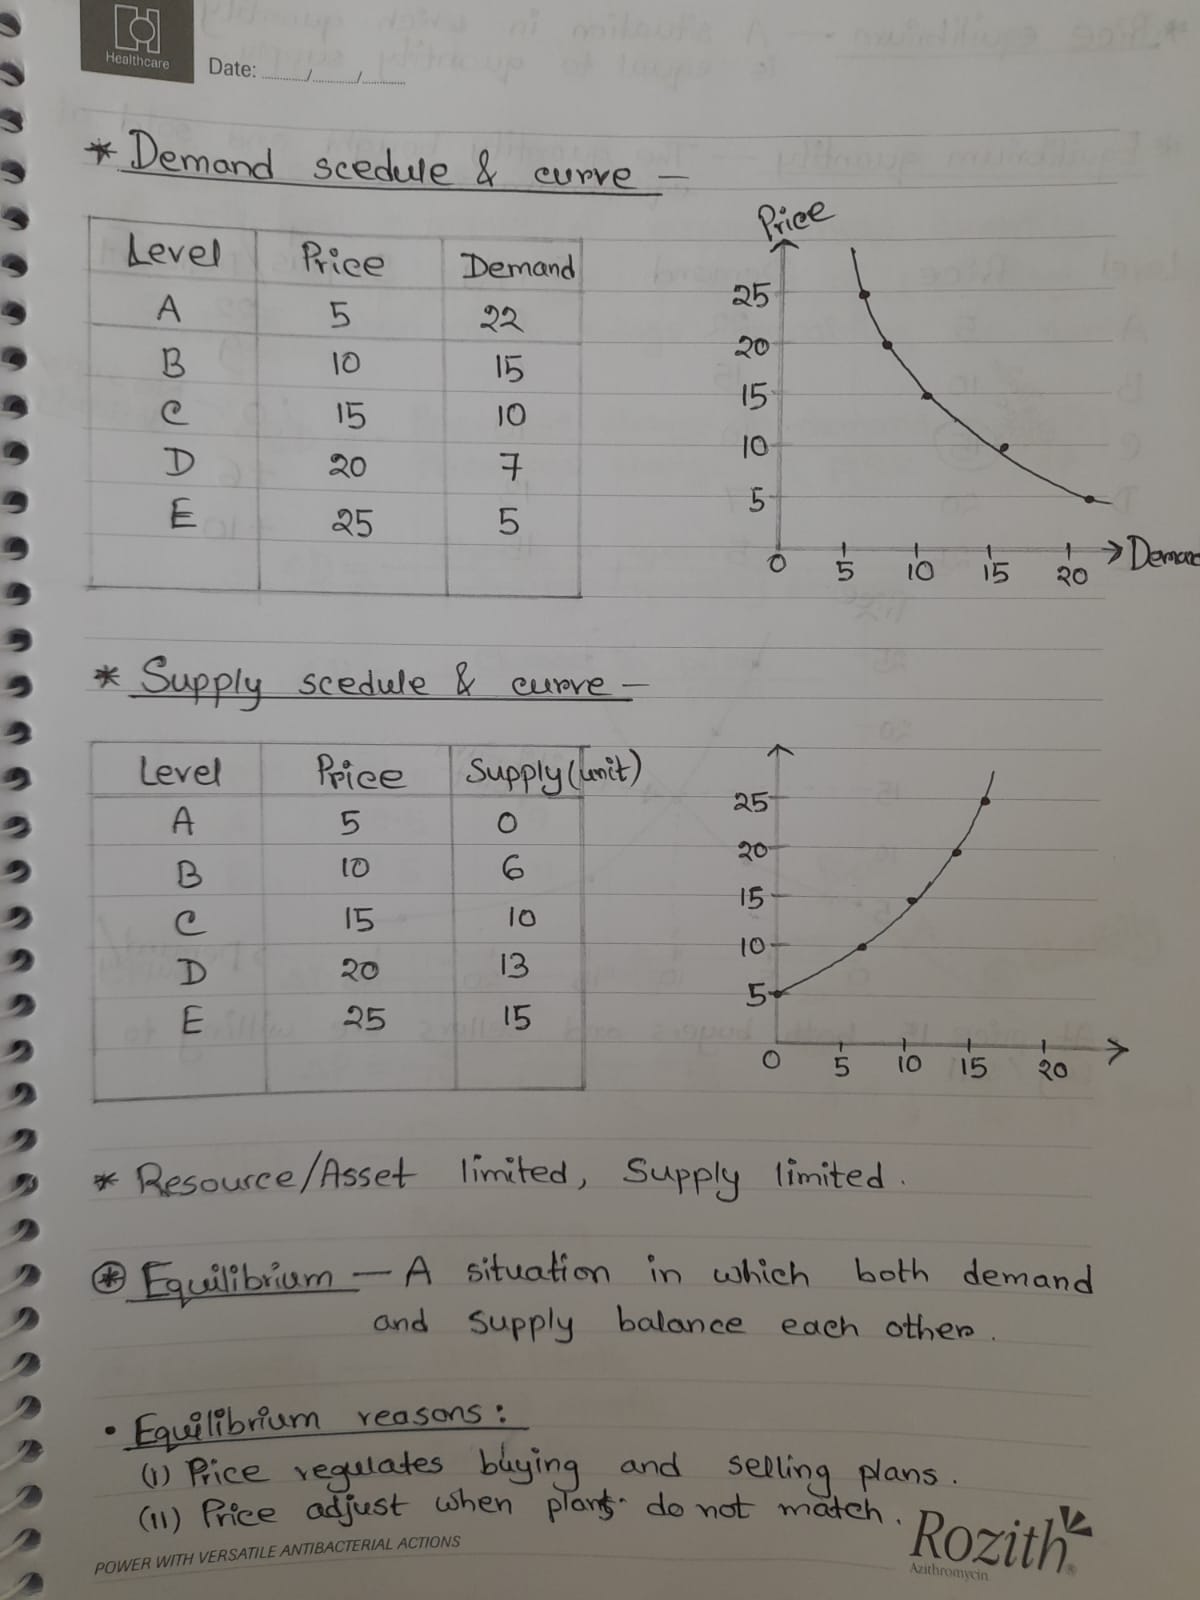 Healthcare
Date: ___/___/___
* Demand scedule & curve —
Level Price Demand
A 5 22
B 10 15
C 15 10
D 20 7
E 25 5
Price
25
20
15
10
5
0 5 10 15 20
Demand
* Supply scedule & curve —
Level Price Supply (unit)
A 5 0
B 10 6
C 15 10
D 20 13
E 25 15
25
20
15
10
5
0 5 10 15 20
* Resource/Asset limited, Supply limited.
* Equilibrium — A situation in which both demand
and supply balance each other.
• Equilibrium reasons:
(i) Price regulates buying and selling plans.
(ii) Price adjust when plans do not match.
POWER WITH VERSATILE ANTIBACTERIAL ACTIONS
Rozith®
Azithromycin